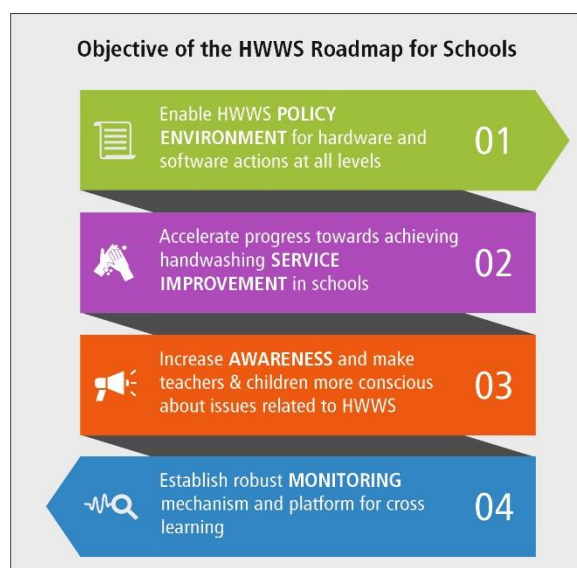 Objective of the HWWS Roadmap for Schools
Enable HWWS POLICY
ENVIRONMENT for hardware and
software actions at all levels
01
Accelerate progress towards achieving
handwashing SERVICE
IMPROVEMENT in schools
02
Increase AWARENESS and make
teachers & children more conscious
about issues related to HWWS
03
Establish robust MONITORING
mechanism and platform for cross
learning
04